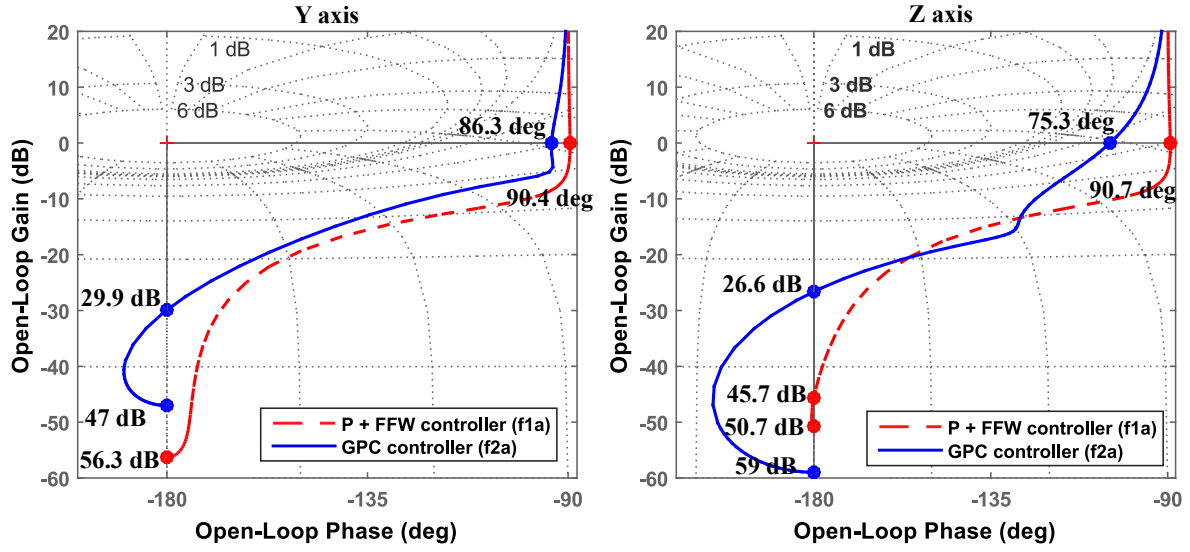 Y axis
20
10
0
-10
-20
-30
-40
-50
-60
Open-Loop Gain (dB)
1 dB
3 dB
6 dB
86.3 deg
90.4 deg
29.9 dB
47 dB
56.3 dB
P + FFW controller (f1a)
GPC controller (f2a)
-180
-135
-90
Open-Loop Phase (deg)
Z axis
20
10
0
-10
-20
-30
-40
-50
-60
Open-Loop Gain (dB)
1 dB
3 dB
6 dB
75.3 deg
90.7 deg
26.6 dB
45.7 dB
50.7 dB
59 dB
P + FFW controller (f1a)
GPC controller (f2a)
-180
-135
-90
Open-Loop Phase (deg)